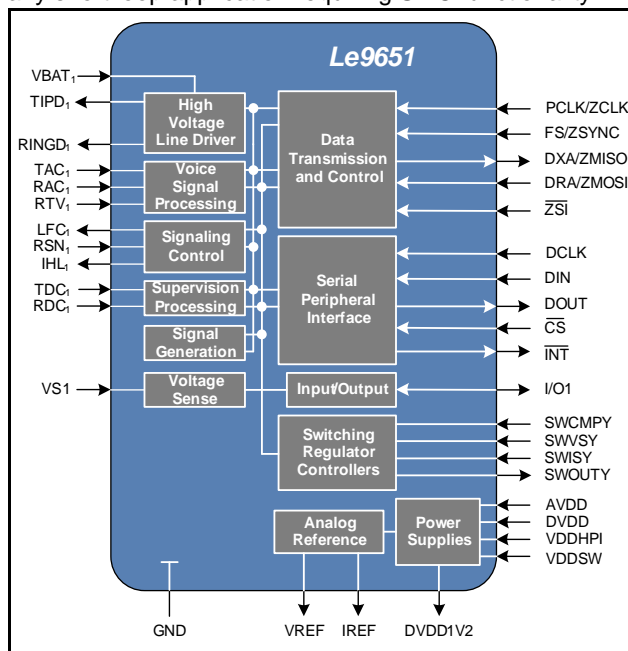 Le9651
VBAT1
TIPD1
RINGD1
TAC1
RAC1
RTV1
LFC1
RSN1
IHL1
TDC1
RDC1
VS1
High
Voltage
Line Driver
Voice
Signal
Processing
Signaling
Control
Supervision
Processing
Signal
Generation
Voltage
Sense
Data
Transmission
and Control
Serial
Peripheral
Interface
Input/Output
Switching
Regulator
Controllers
Analog
Reference
Power
Supplies
PCLK/ZCLK
FS/ZSYNC
DXA/ZMISO
DRA/ZMOSI
ZSI
DCLK
DIN
DOUT
CS
INT
I/O1
SWCMPY
SWVSY
SWISY
SWOUTY
AVDD
DVDD
VDDHPI
VDDSW
GND
VREF
IREF
DVDD1V2